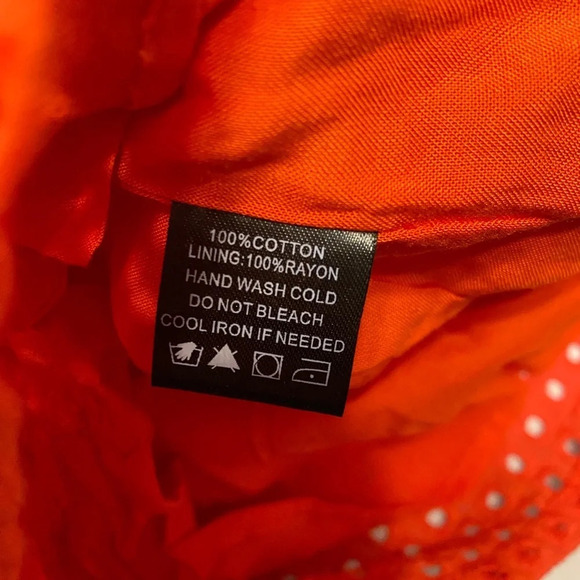 100%COTTON
LINING:100%RAYON
HAND WASH COLD
DO NOT BLEACH
COOL IRON IF NEEDED